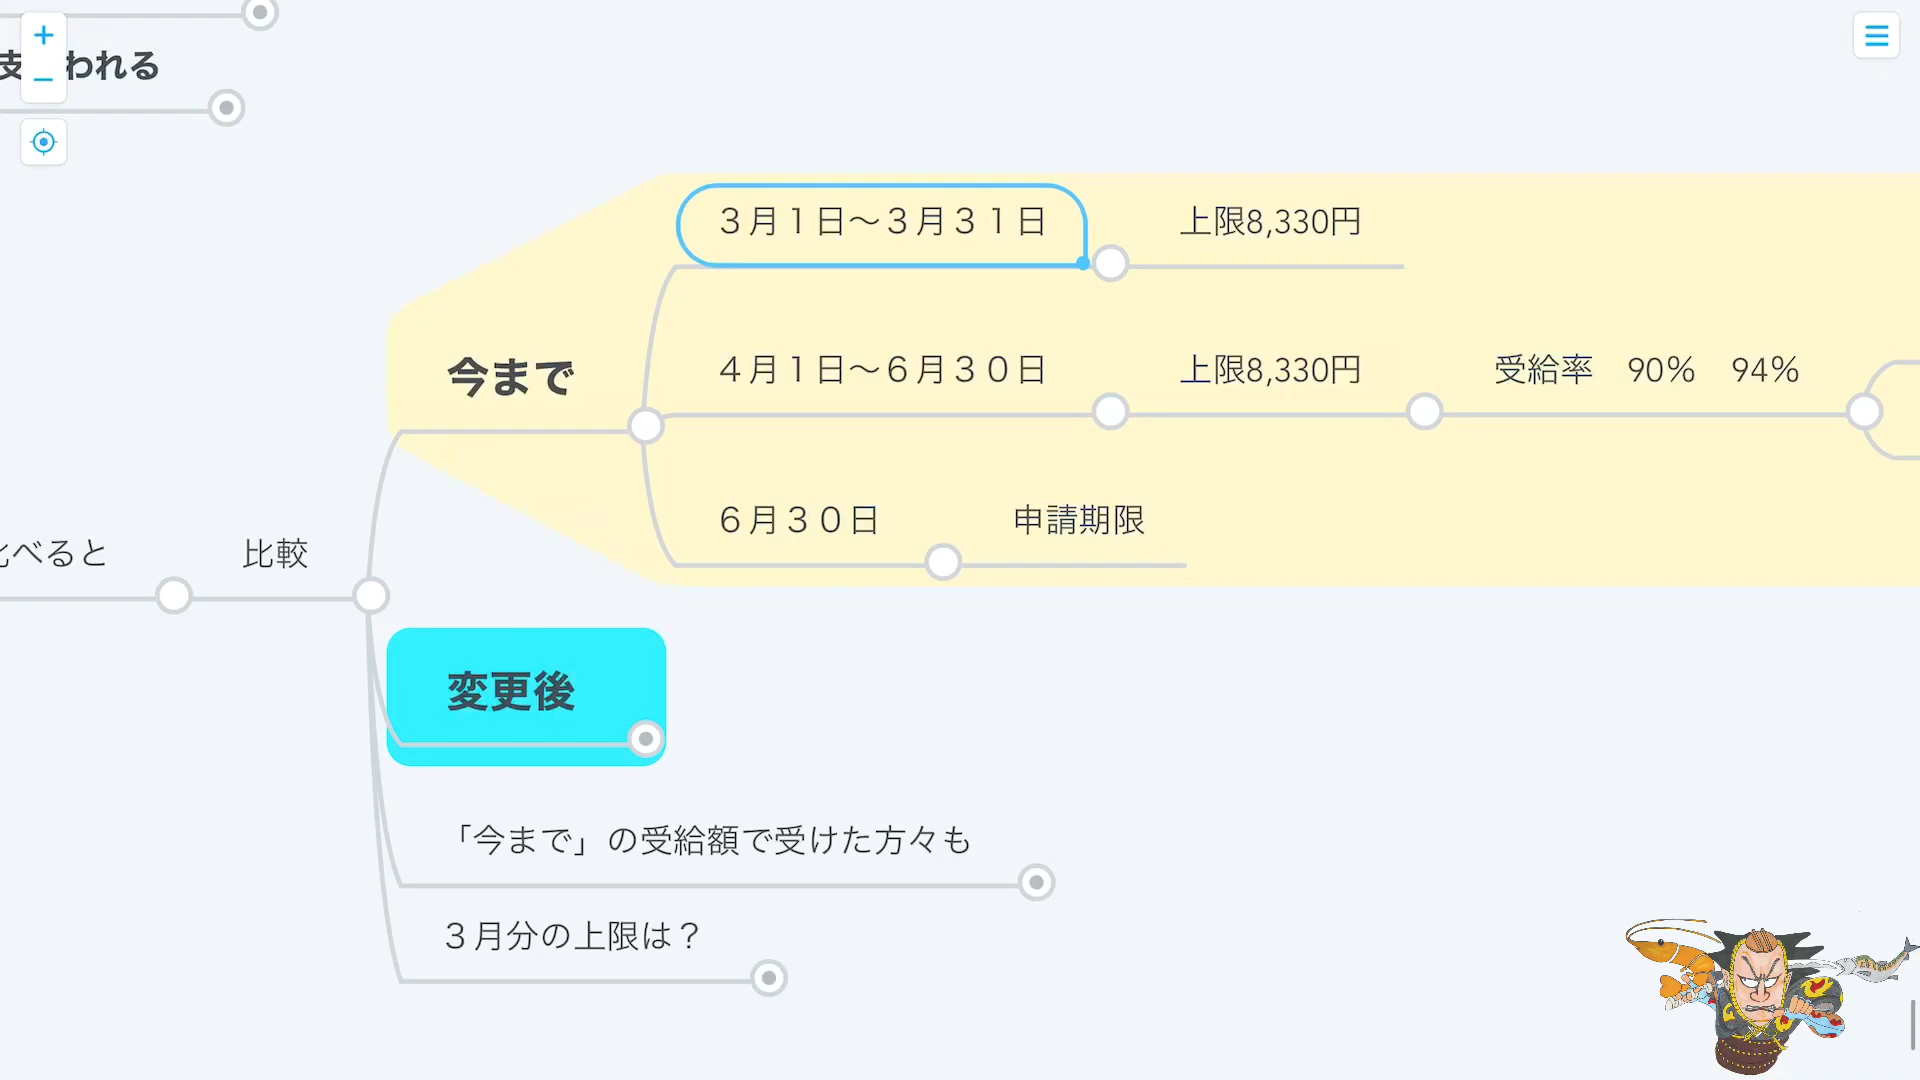 われる
３月１日〜３月３１日
上限8,330円
今まで
４月１日〜６月３０日
上限8,330円
受給率　90％　94％
６月３０日
申請期限
べると
比較
変更後
「今まで」の受給額で受けた方々も
３月分の上限は？